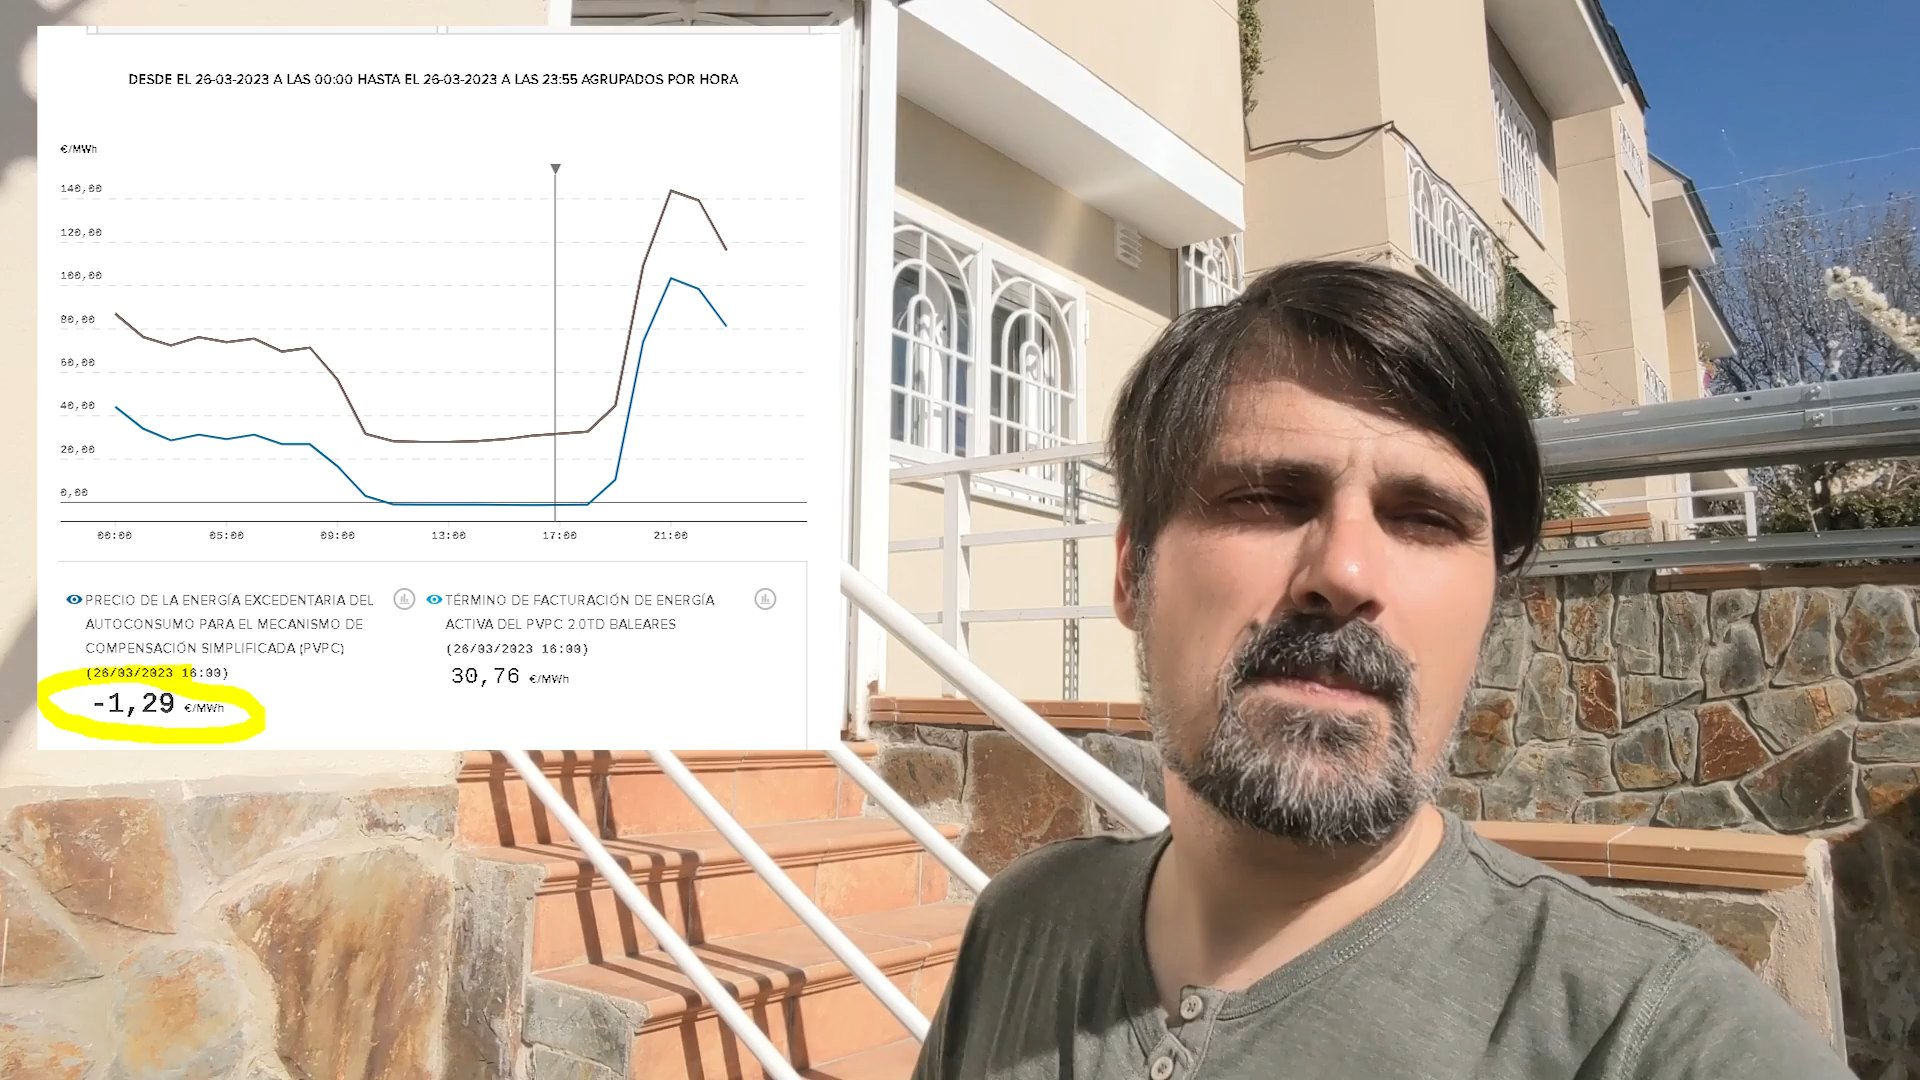 DESDE EL 26-03-2023 A LAS 00:00 HASTA EL 26-03-2023 A LAS 23:55 AGRUPADOS POR HORA
€/MWh
140,00
120,00
100,00
80,00
60,00
40,00
20,00
0,00
00:00 05:00 09:00 13:00 17:00 21:00
PRECIO DE LA ENERGÍA EXCEDENTARIA DEL
AUTOCONSUMO PARA EL MECANISMO DE
COMPENSACIÓN SIMPLIFICADA (PVPC)
(26/03/2023 16:00)
-1,29 €/MWh
TÉRMINO DE FACTURACIÓN DE ENERGÍA
ACTIVA DEL PVPC 2.0TD BALEARES
(26/03/2023 16:00)
30,76 €/MWh